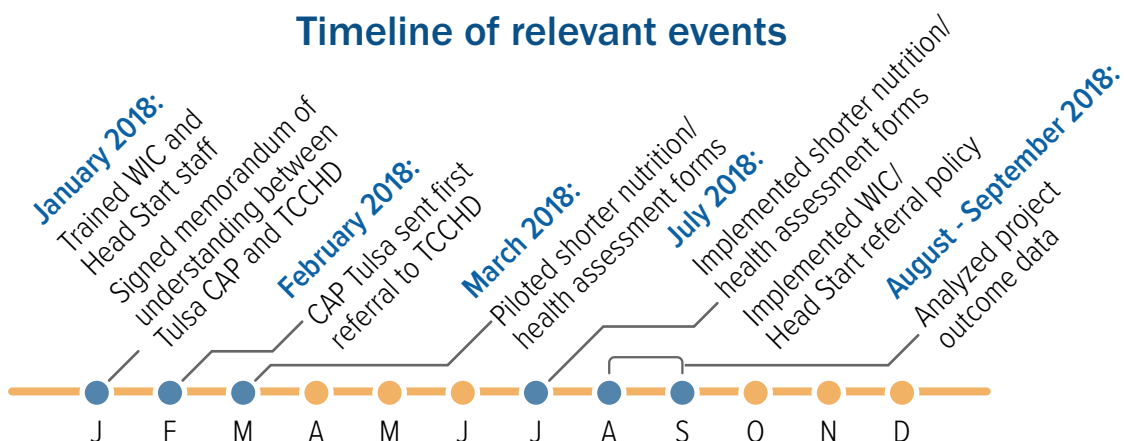 Timeline of relevant events
January 2018:
Trained WIC and
Head Start staff
Signed memorandum of
understanding between
Tulsa CAP and TCCHD
February 2018:
CAP Tulsa sent first
referral to TCCHD
March 2018:
Piloted shorter nutrition/
health assessment forms
July 2018:
Implemented shorter nutrition/
health assessment forms
Implemented WIC/
Head Start referral policy
August - September 2018:
Analyzed project
outcome data
J F M A M J J A S O N D